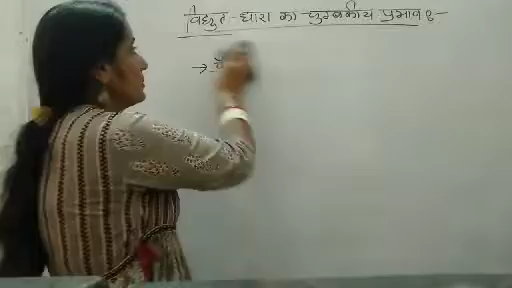 विद्युत-धारा का चुम्बकीय प्रभाव :-
→